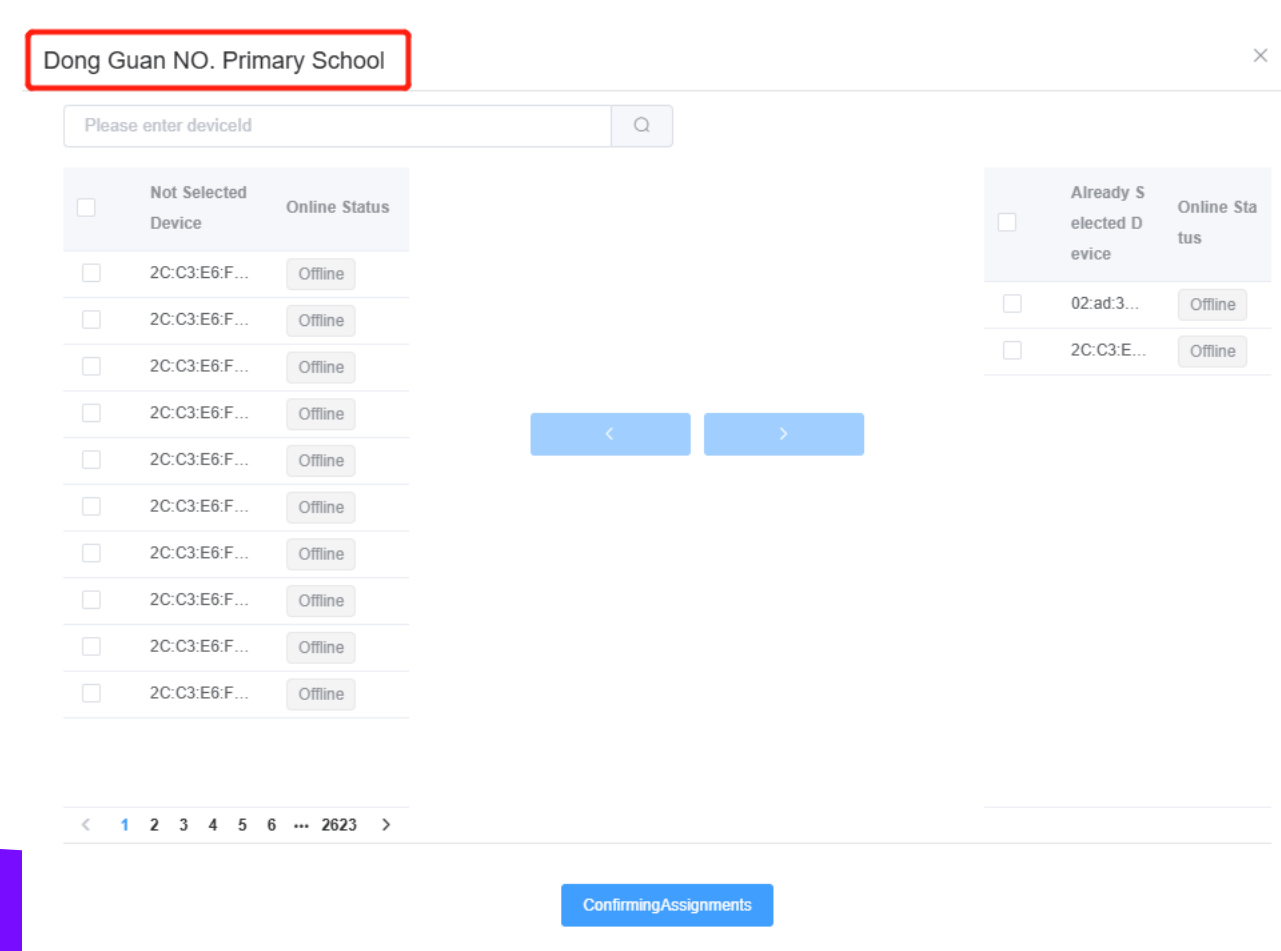 Dong Guan NO. Primary School
Please enter deviceId
Not Selected
Device
Online Status
2C:C3:E6:F... Offline
2C:C3:E6:F... Offline
2C:C3:E6:F... Offline
2C:C3:E6:F... Offline
2C:C3:E6:F... Offline
2C:C3:E6:F... Offline
2C:C3:E6:F... Offline
2C:C3:E6:F... Offline
2C:C3:E6:F... Offline
2C:C3:E6:F... Offline
1 2 3 4 5 6 ... 2623
Already S
elected D
evice
Online Sta
tus
02:ad:3... Offline
2C:C3:E... Offline
ConfirmingAssignments